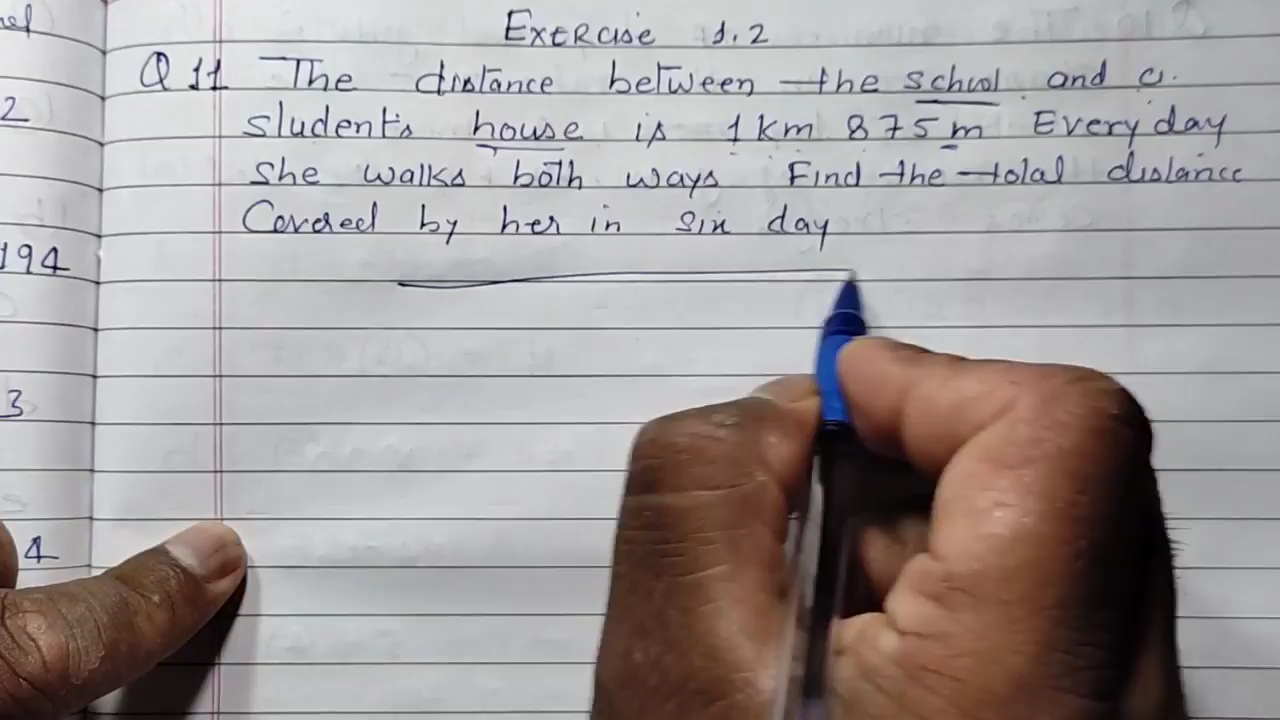 Exercise 1.2
Q 11 The distance between the school and a
student's house is 1 km 875 m Every day
she walks both ways Find the total distance
Covered by her in six day
2
194
3
4